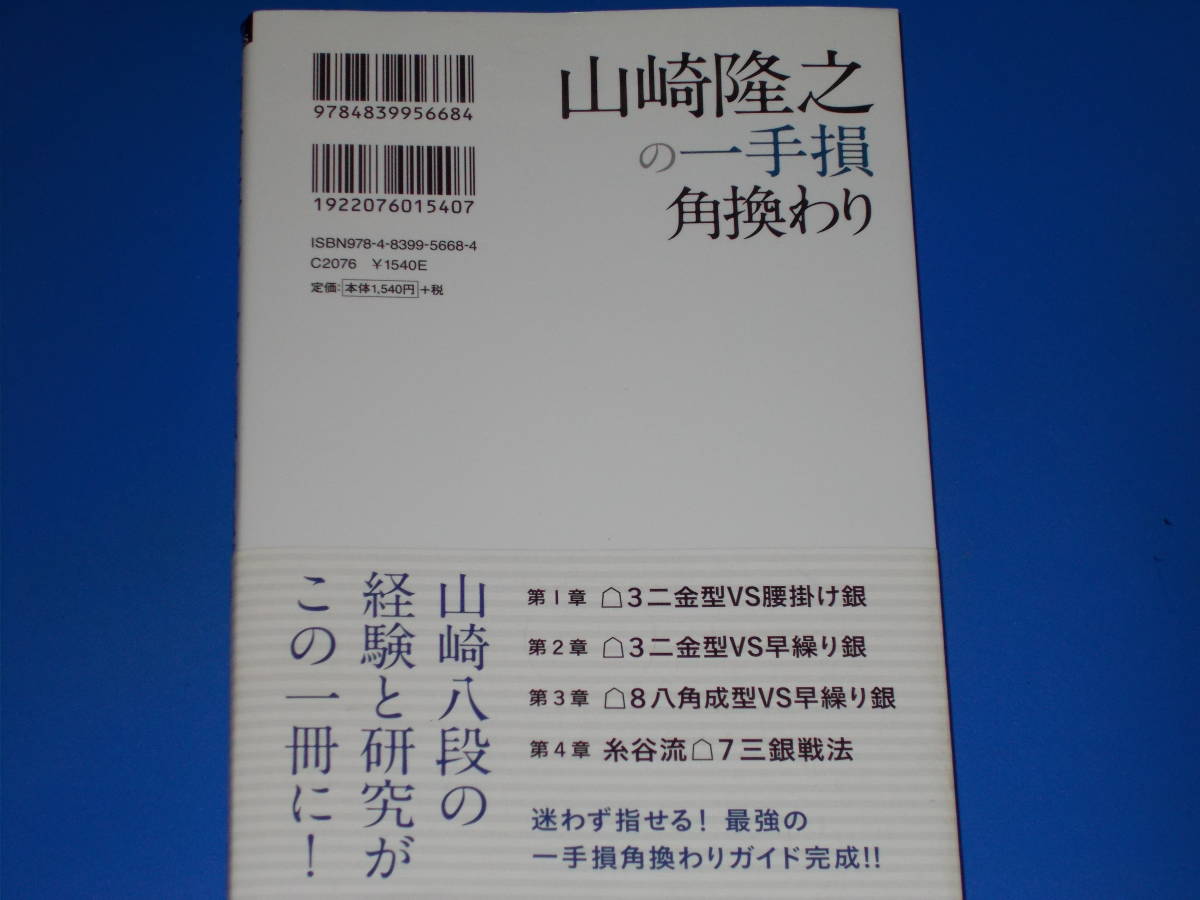 山崎隆之
の一手損
角換わり
9784839956684
1922076015407
ISBN978-4-8399-5668-4
C2076 ¥1540E
定価:本体1,540円+税
山崎八段の
経験と研究が
この一冊に!
第1章 ☖3二金型VS腰掛け銀
第2章 ☖3二金型VS早繰り銀
第3章 ☖8八角成型VS早繰り銀
第4章 糸谷流☖7三銀戦法
迷わず指せる! 最強の
一手損角換わりガイド完成!!